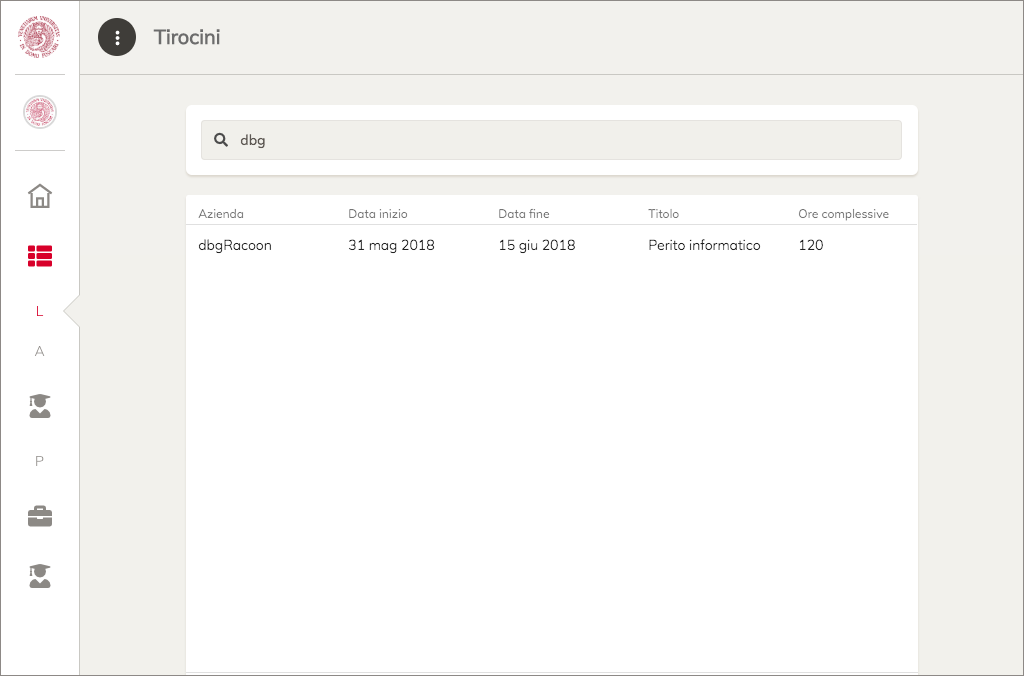 Tirocini
dbg
Azienda Data inizio Data fine Titolo Ore complessive
dbgRacoon 31 mag 2018 15 giu 2018 Perito informatico 120
L
A
P